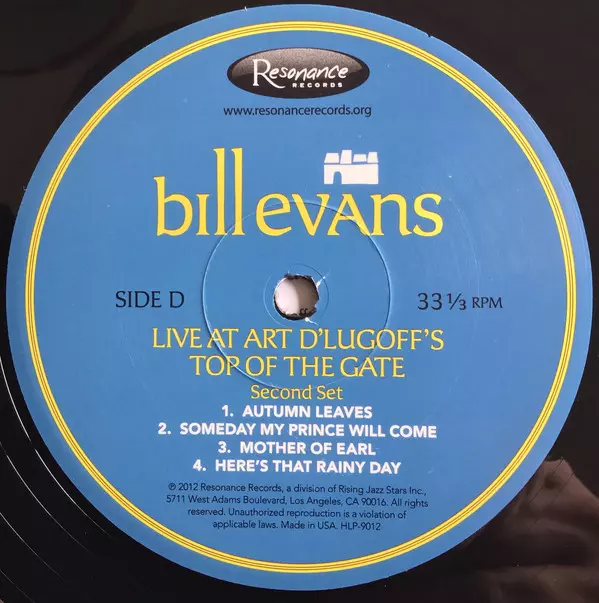 Resonance
RECORDS
www.resonancerecords.org
bill evans
SIDE D
33 1/3 RPM
LIVE AT ART D'LUGOFF'S
TOP OF THE GATE
Second Set
1. AUTUMN LEAVES
2. SOMEDAY MY PRINCE WILL COME
3. MOTHER OF EARL
4. HERE'S THAT RAINY DAY
℗ 2012 Resonance Records, a division of Rising Jazz Stars Inc.,
5711 West Adams Boulevard, Los Angeles, CA 90016. All rights
reserved. Unauthorized reproduction is a violation of
applicable laws. Made in USA. HLP-9012